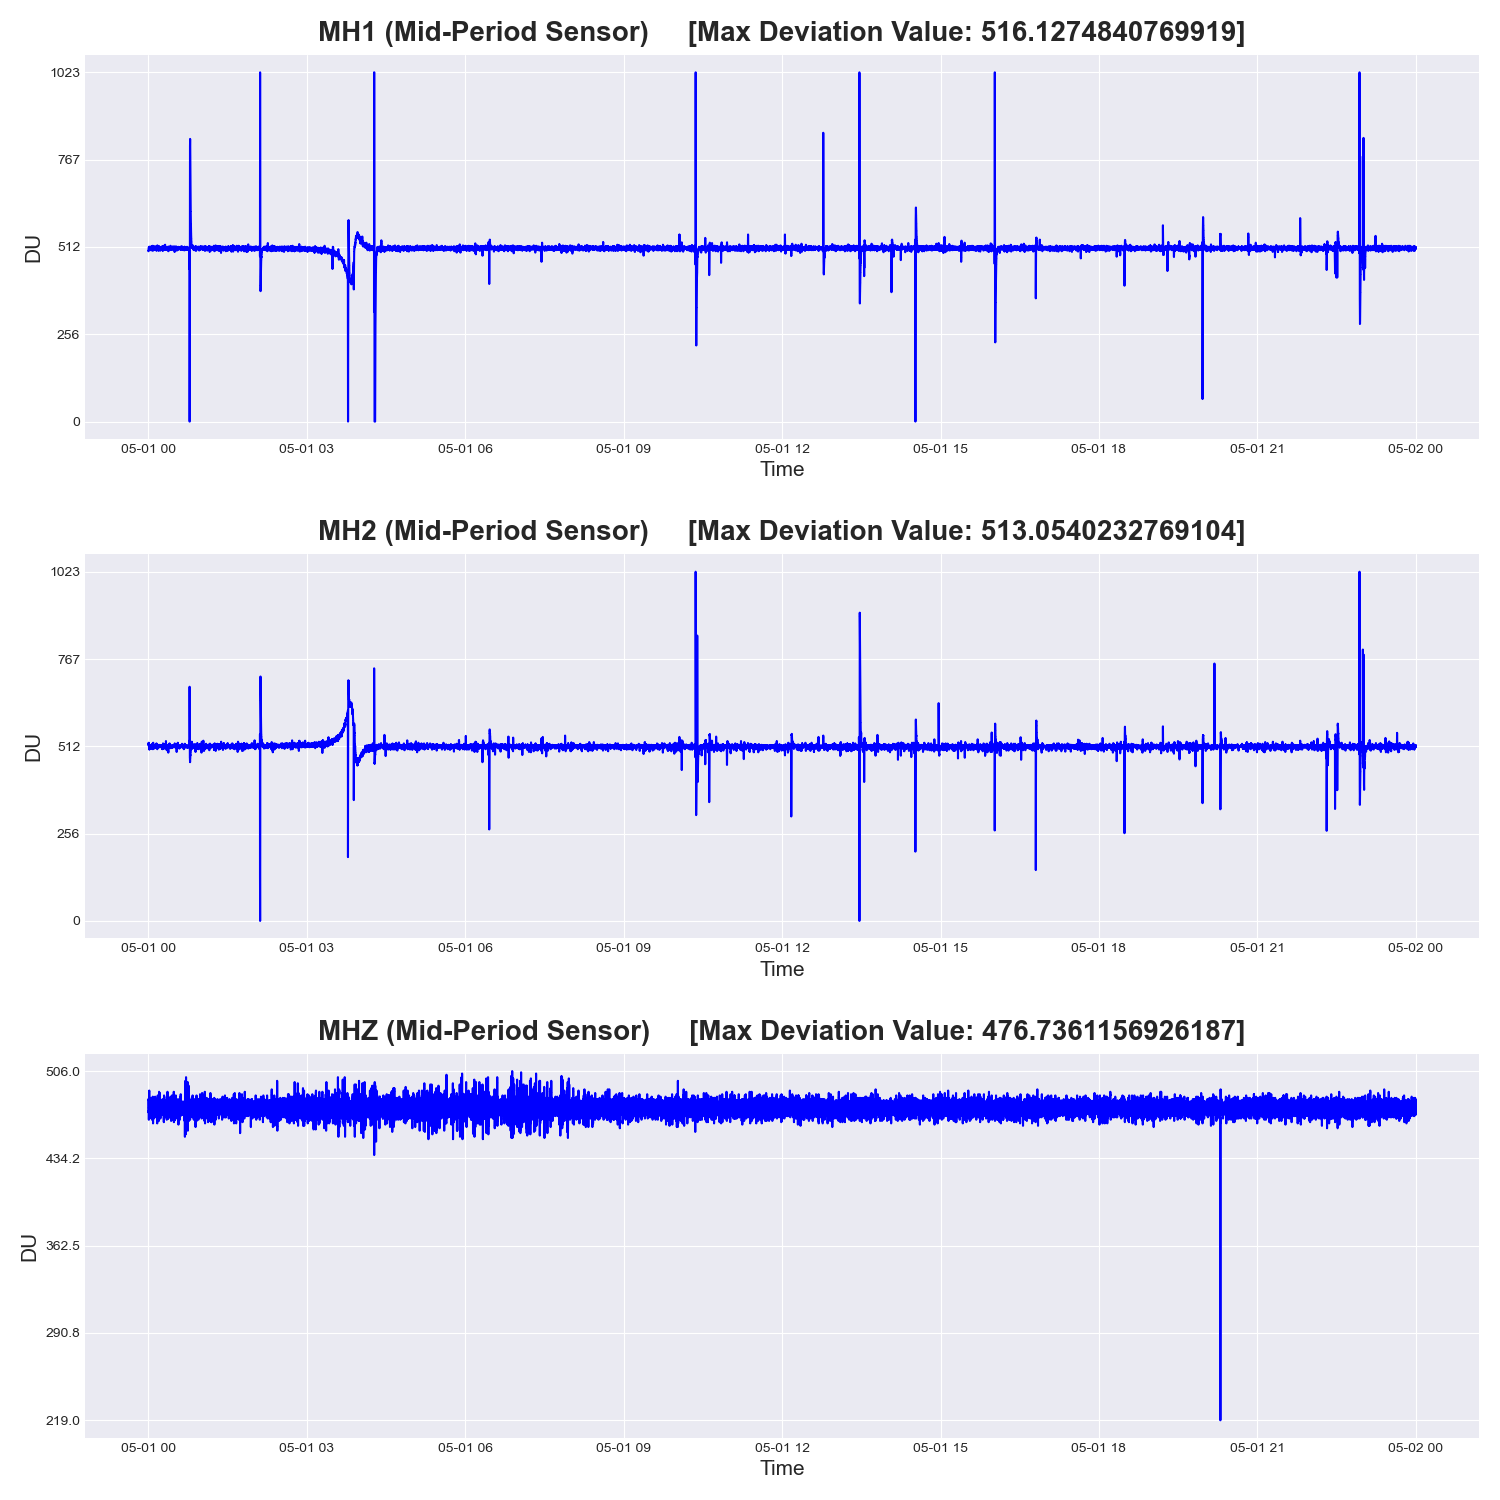 MH1 (Mid-Period Sensor) [Max Deviation Value: 516.1274840769919]
1023
767
512
256
0
DU
05-01 00 05-01 03 05-01 06 05-01 09 05-01 12 05-01 15 05-01 18 05-01 21 05-02 00
Time
MH2 (Mid-Period Sensor) [Max Deviation Value: 513.0540232769104]
1023
767
512
256
0
DU
05-01 00 05-01 03 05-01 06 05-01 09 05-01 12 05-01 15 05-01 18 05-01 21 05-02 00
Time
MHZ (Mid-Period Sensor) [Max Deviation Value: 476.7361156926187]
506.0
434.2
362.5
290.8
219.0
DU
05-01 00 05-01 03 05-01 06 05-01 09 05-01 12 05-01 15 05-01 18 05-01 21 05-02 00
Time